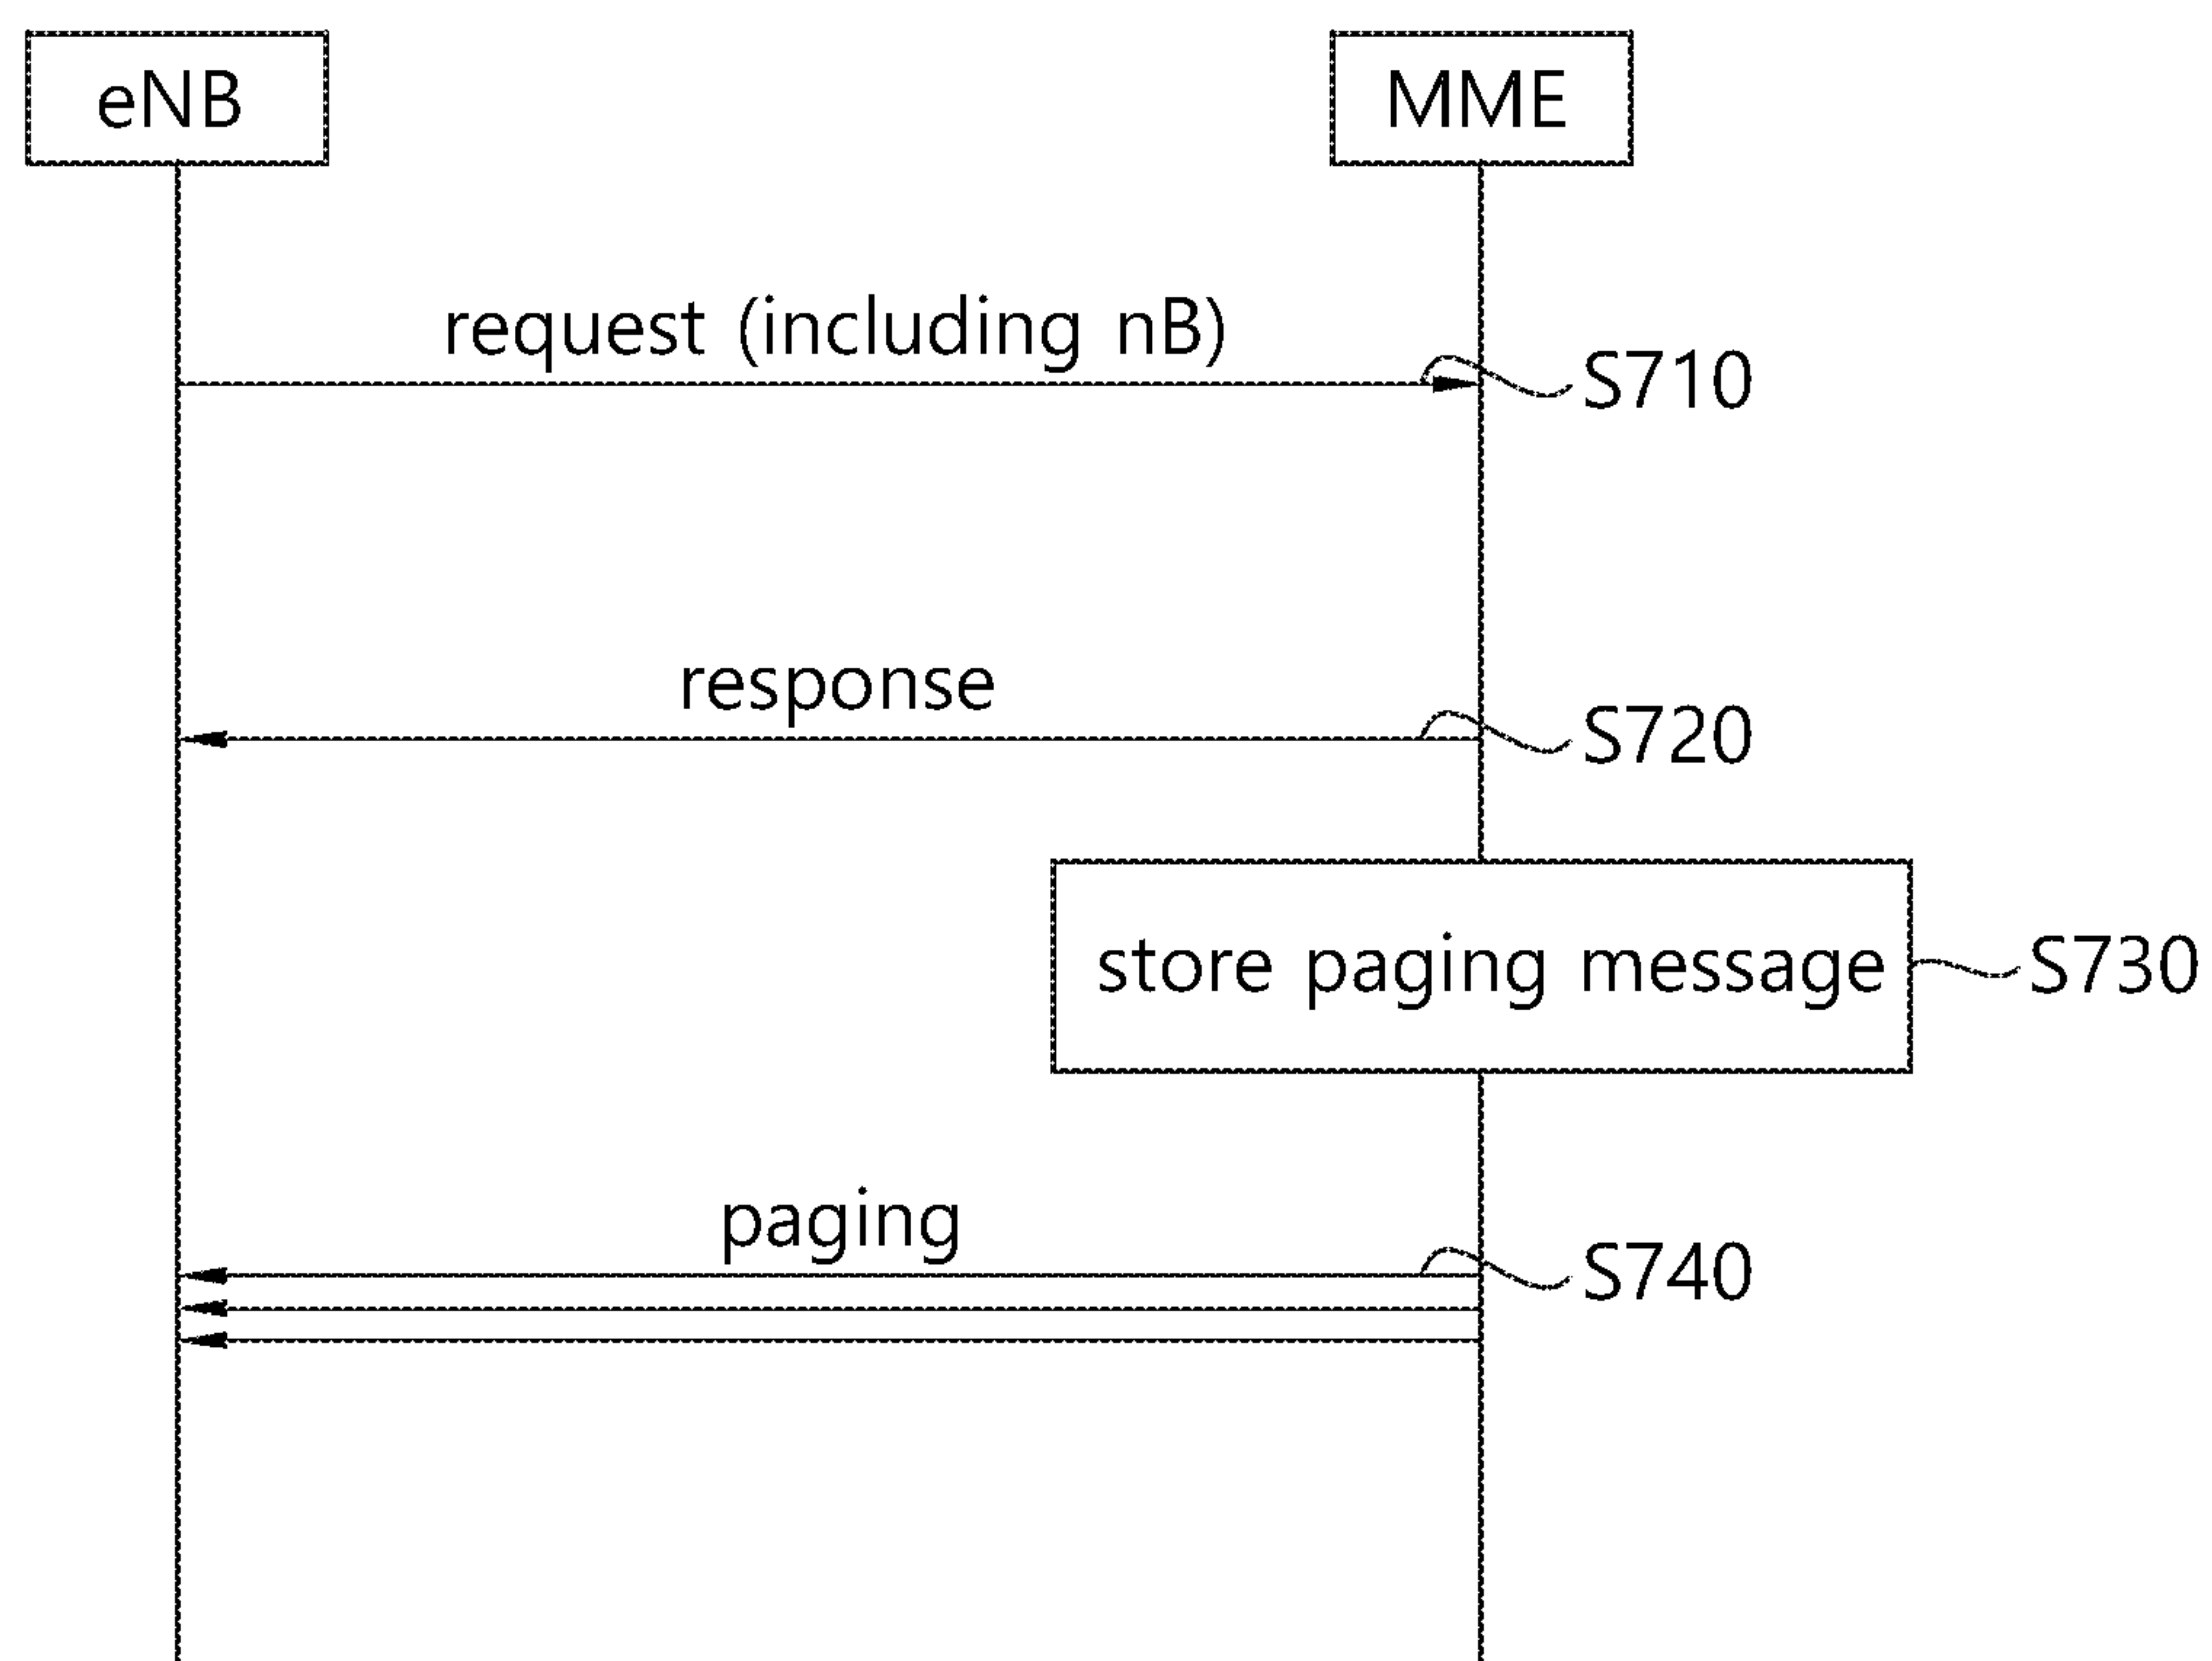 eNB
MME
request (including nB)
S710
response
S720
store paging message
S730
paging
S740